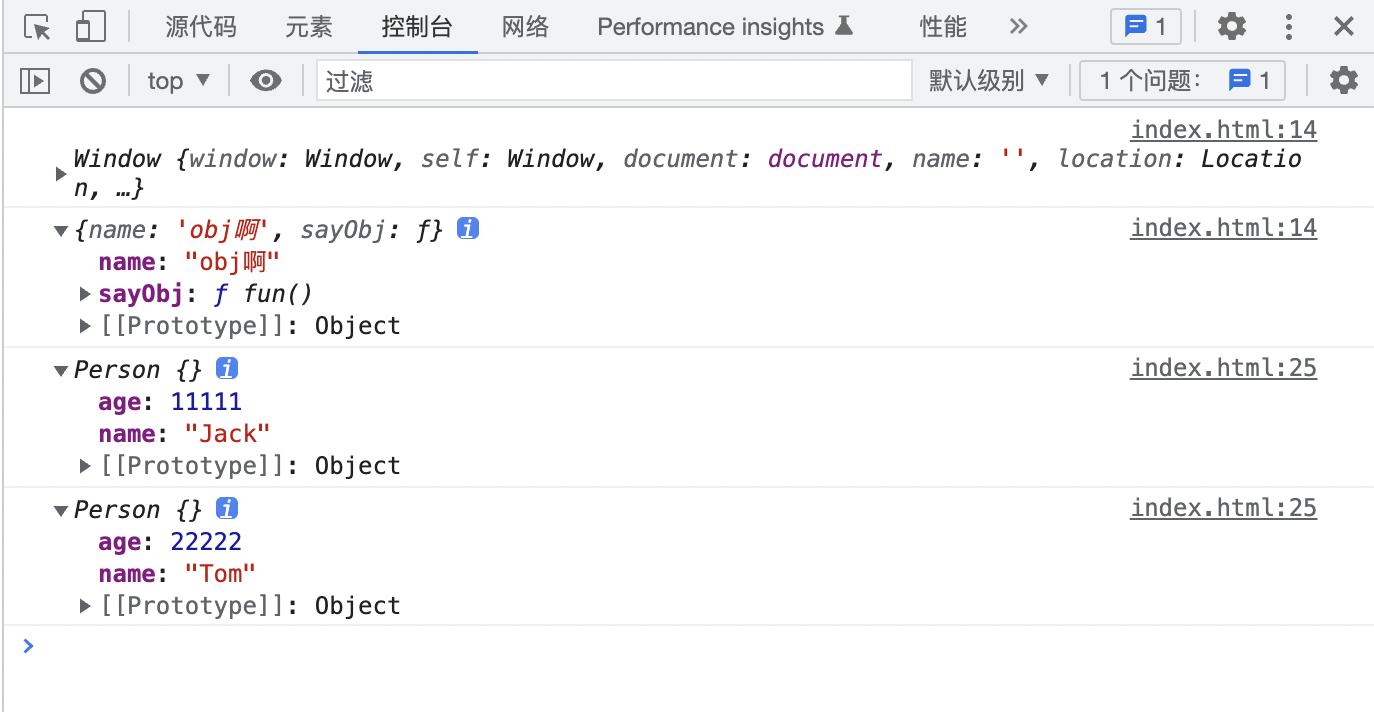 源代码 元素 控制台 网络 Performance insights 性能 1
top 过滤 默认级别 1 个问题： 1
index.html:14
Window {window: Window, self: Window, document: document, name: '', location: Locatio
n, …}
{name: 'obj啊', sayObj: ƒ} i index.html:14
name: "obj啊"
sayObj: ƒ fun()
[[Prototype]]: Object
Person {} i index.html:25
age: 11111
name: "Jack"
[[Prototype]]: Object
Person {} i index.html:25
age: 22222
name: "Tom"
[[Prototype]]: Object